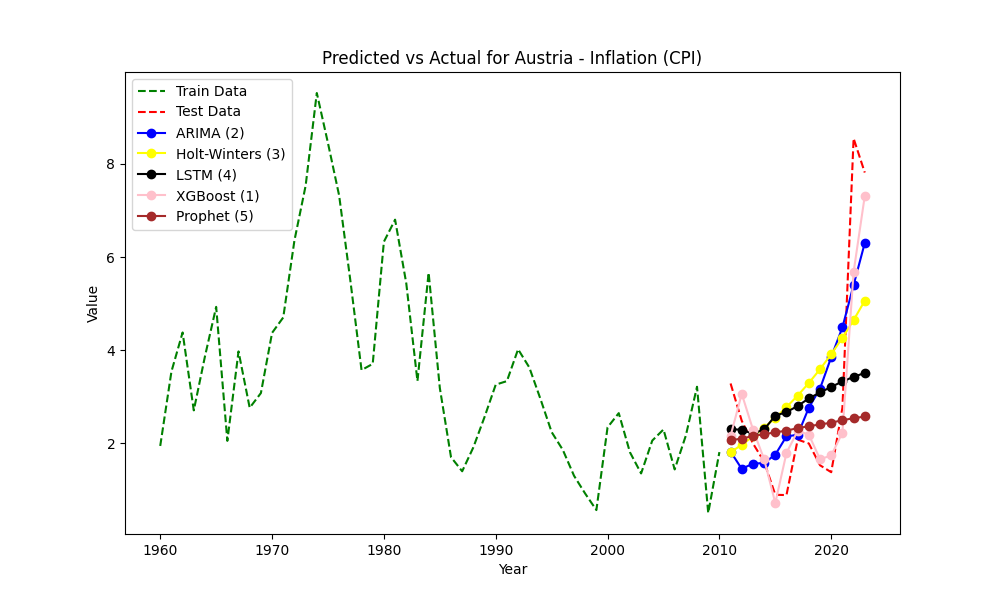 Predicted vs Actual for Austria - Inflation (CPI)
Train Data
Test Data
ARIMA (2)
Holt-Winters (3)
LSTM (4)
XGBoost (1)
Prophet (5)
Value
8
6
4
2
1960 1970 1980 1990 2000 2010 2020
Year